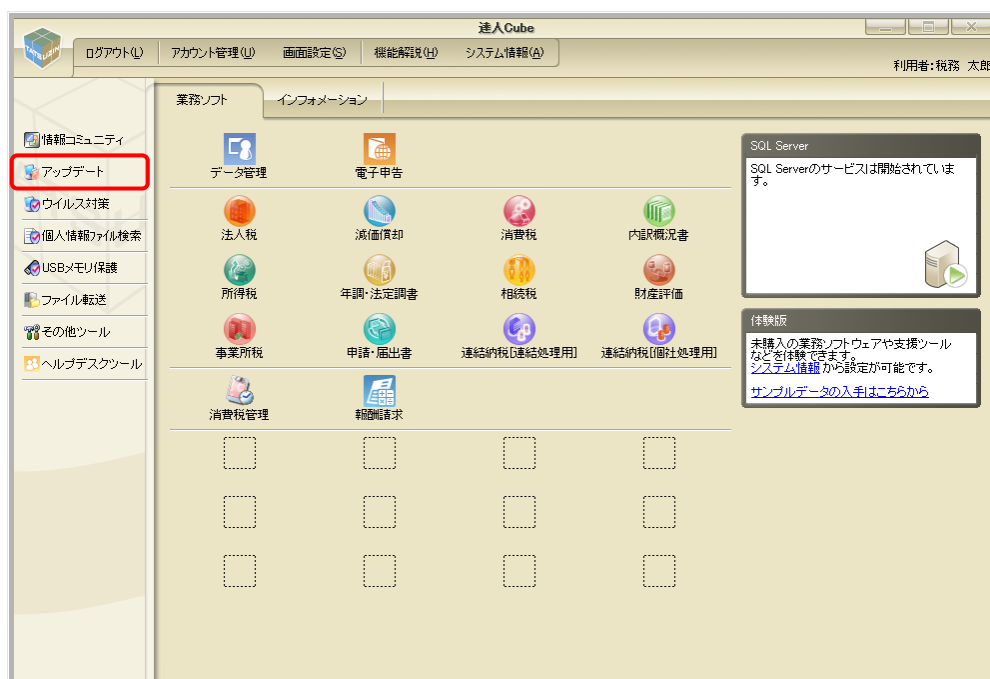 達人Cube
ログアウト(L) アカウント管理(U) 画面設定(S) 機能解説(H) システム情報(A)
利用者:税務 太郎
業務ソフト インフォメーション
情報コミュニティ
アップデート
ウイルス対策
個人情報ファイル検索
USBメモリ保護
ファイル転送
その他ツール
ヘルプデスクツール
データ管理 電子申告
法人税 減価償却 消費税 内訳概況書
所得税 年調・法定調書 相続税 財産評価
事業所税 申請・届出書 連結納税[連結処理用] 連結納税[個社処理用]
消費税管理 報酬請求
SQL Server
SQL Serverのサービスは開始されていま
す。
体験版
未購入の業務ソフトウェアや支援ツール
などを体験できます。
システム情報 から設定が可能です。
サンプルデータの入手はこちらから